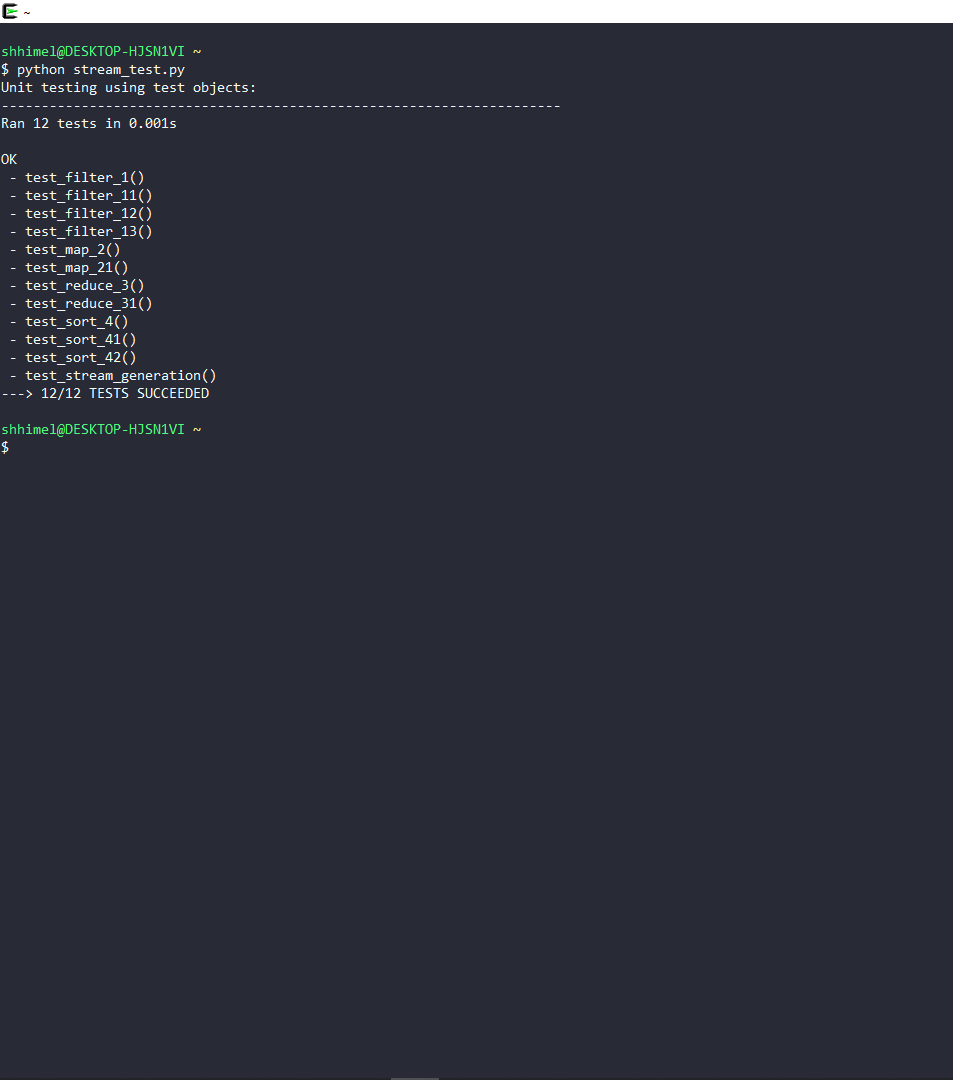 ~
shhimel@DESKTOP-HJSN1VI ~
$ python stream_test.py
Unit testing using test objects:
----------------------------------------------------------------------
Ran 12 tests in 0.001s
OK
- test_filter_1()
- test_filter_11()
- test_filter_12()
- test_filter_13()
- test_map_2()
- test_map_21()
- test_reduce_3()
- test_reduce_31()
- test_sort_4()
- test_sort_41()
- test_sort_42()
- test_stream_generation()
---> 12/12 TESTS SUCCEEDED
shhimel@DESKTOP-HJSN1VI ~
$